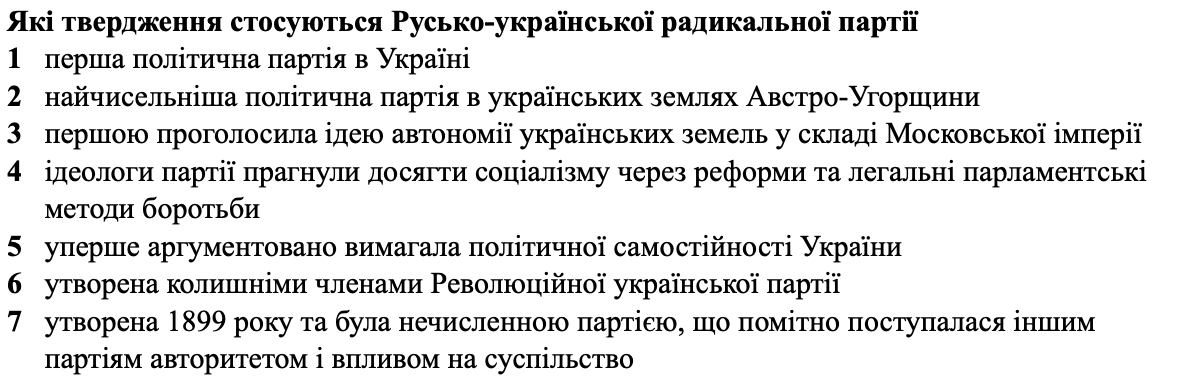 Які твердження стосуються Русько-української радикальної партії
1 перша політична партія в Україні
2 найчисельніша політична партія в українських землях Австро-Угорщини
3 першою проголосила ідею автономії українських земель у складі Московської імперії
4 ідеологи партії прагнули досягти соціалізму через реформи та легальні парламентські
методи боротьби
5 уперше аргументовано вимагала політичної самостійності України
6 утворена колишніми членами Революційної української партії
7 утворена 1899 року та була нечисленною партією, що помітно поступалася іншим
партіям авторитетом і впливом на суспільство